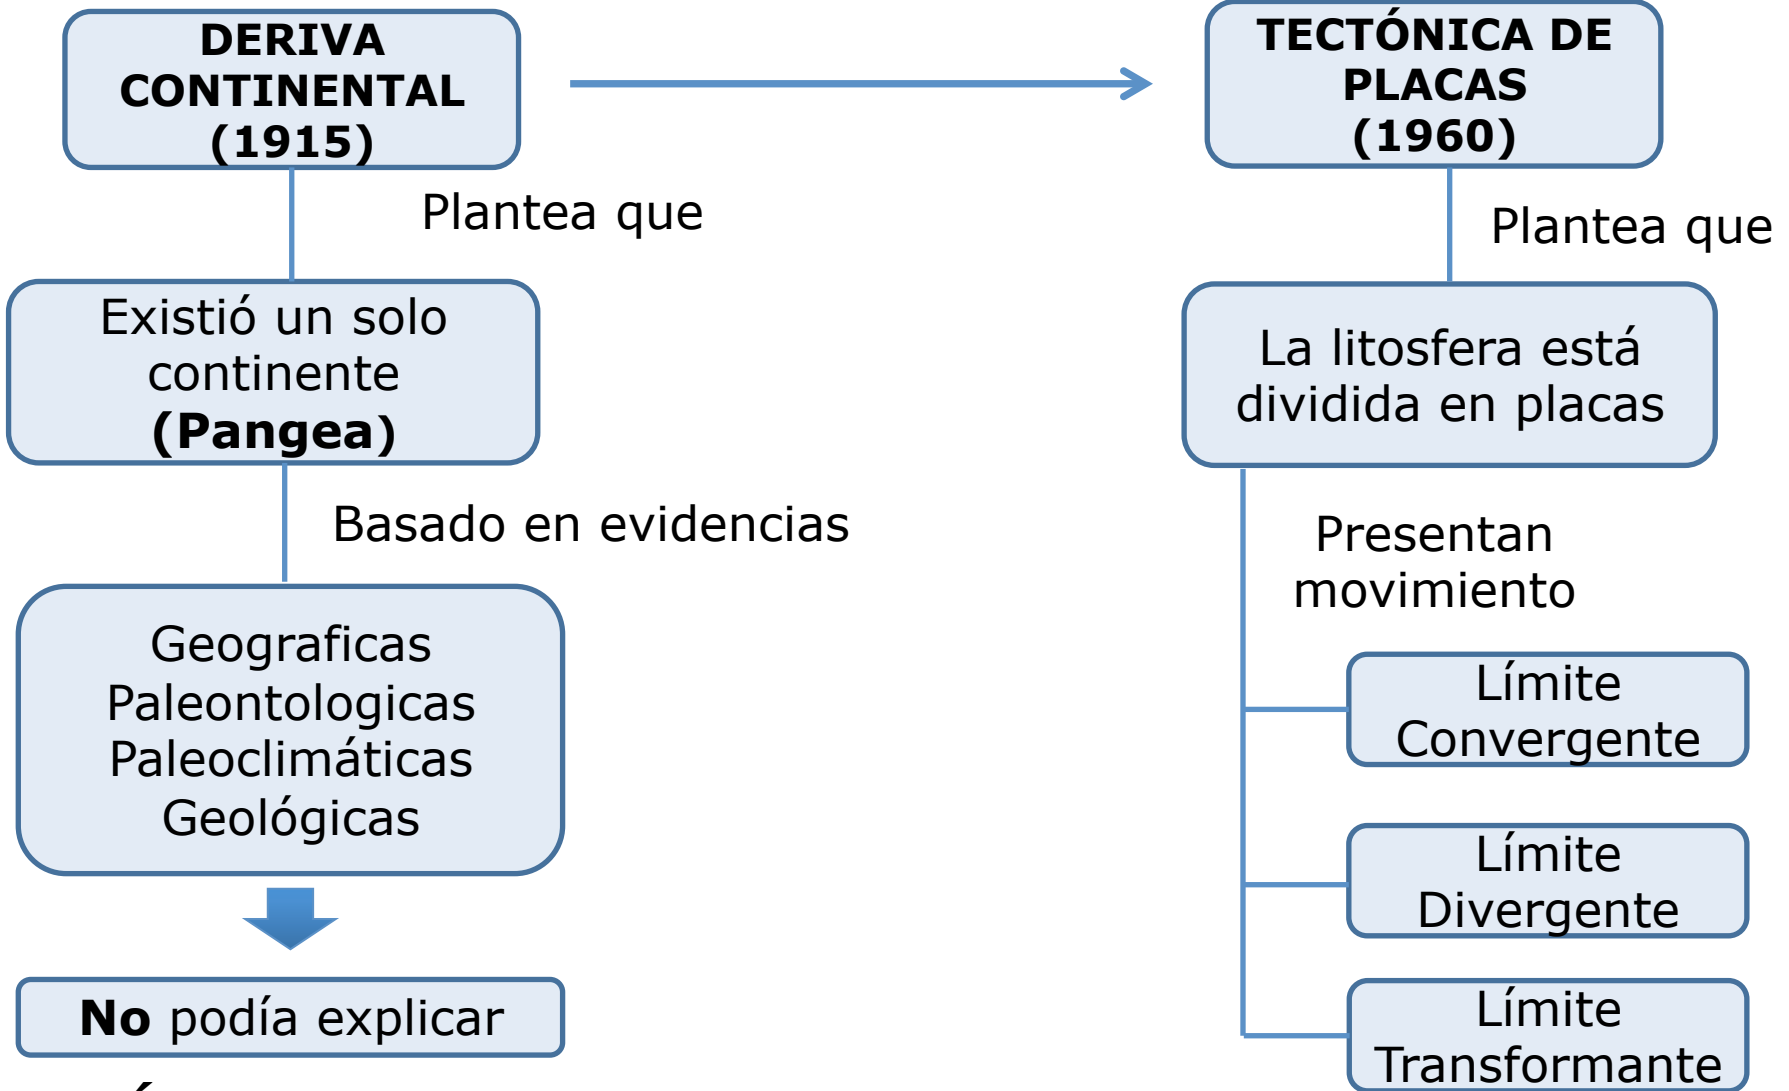 DERIVA
CONTINENTAL
(1915)
Plantea que
Existió un solo
continente
(Pangea)
Basado en evidencias
Geograficas
Paleontologicas
Paleoclimáticas
Geológicas
No podía explicar
TECTÓNICA DE
PLACAS
(1960)
Plantea que
La litosfera está
dividida en placas
Presentan
movimiento
Límite
Convergente
Límite
Divergente
Límite
Transformante